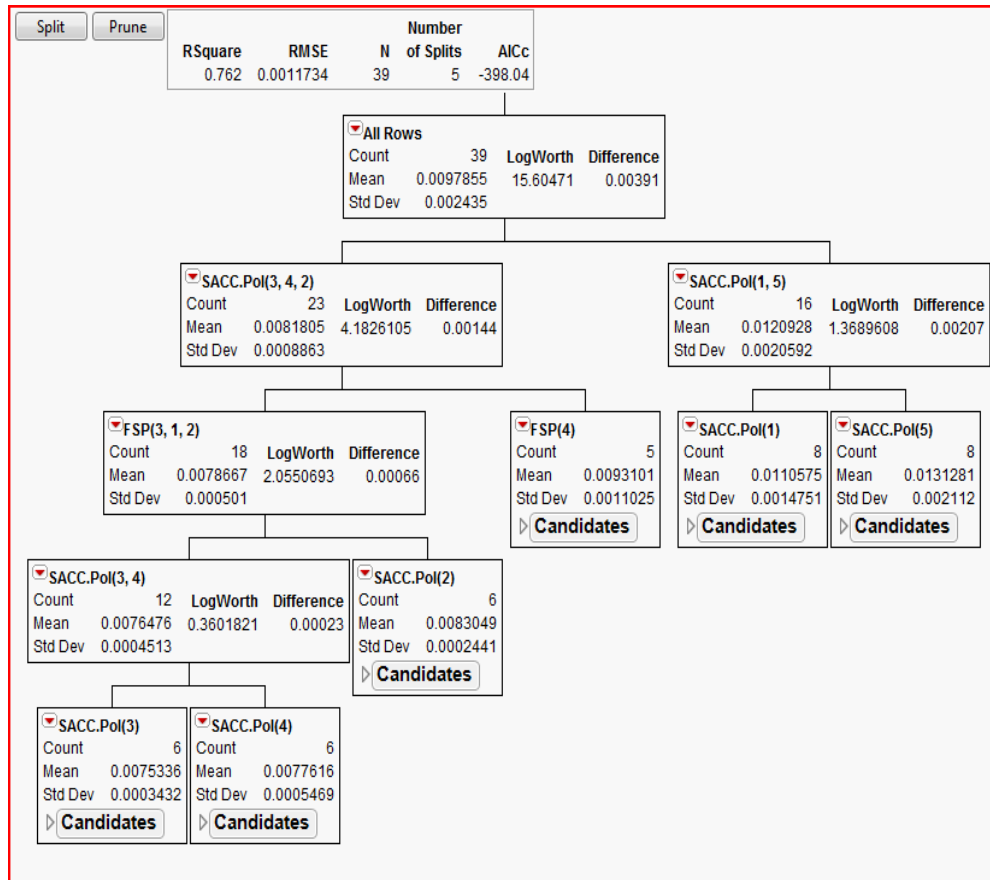 Split Prune
Number
RSquare RMSE N of Splits AICc
0.762 0.0011734 39 5 -398.04
All Rows
Count 39 LogWorth Difference
Mean 0.0097855 15.60471 0.00391
Std Dev 0.002435
SACC.Pol(3, 4, 2)
Count 23 LogWorth Difference
Mean 0.0081805 4.1826105 0.00144
Std Dev 0.0008863
SACC.Pol(1, 5)
Count 16 LogWorth Difference
Mean 0.0120928 1.3689608 0.00207
Std Dev 0.0020592
FSP(3, 1, 2)
Count 18 LogWorth Difference
Mean 0.0078667 2.0550693 0.00066
Std Dev 0.000501
FSP(4)
Count 5
Mean 0.0093101
Std Dev 0.0011025
Candidates
SACC.Pol(1)
Count 8
Mean 0.0110575
Std Dev 0.0014751
Candidates
SACC.Pol(5)
Count 8
Mean 0.0131281
Std Dev 0.002112
Candidates
SACC.Pol(3, 4)
Count 12 LogWorth Difference
Mean 0.0076476 0.3601821 0.00023
Std Dev 0.0004513
SACC.Pol(2)
Count 6
Mean 0.0083049
Std Dev 0.0002441
Candidates
SACC.Pol(3)
Count 6
Mean 0.0075336
Std Dev 0.0003432
Candidates
SACC.Pol(4)
Count 6
Mean 0.0077616
Std Dev 0.0005469
Candidates